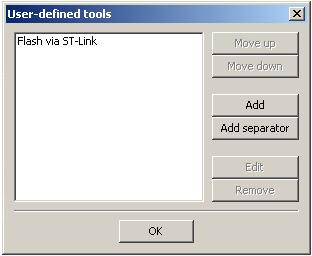 User-defined tools
Flash via ST-Link
Move up
Move down
Add
Add separator
Edit
Remove
OK